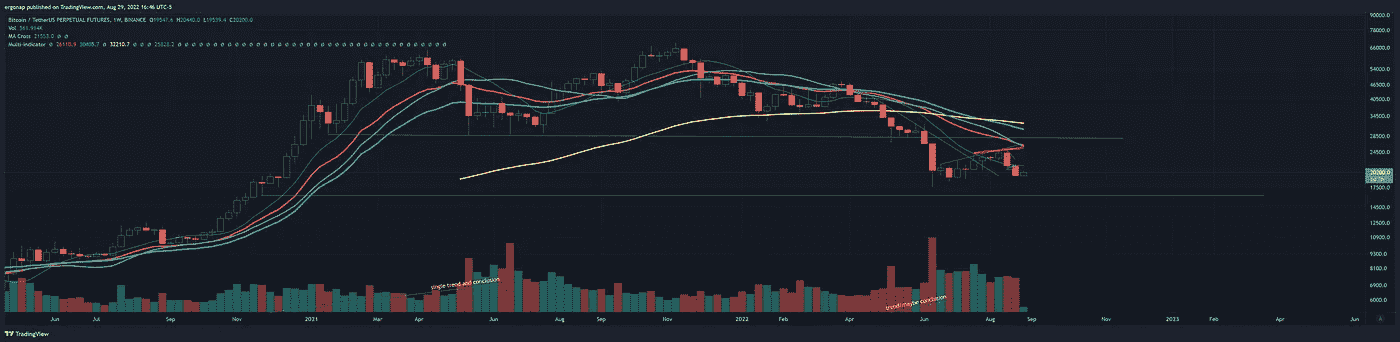 ergonap published on TradingView.com, Aug 29, 2022 16:46 UTC-5
Bitcoin / TetherUS PERPETUAL FUTURES, 1W, BINANCE
Vol
MA Cross
Multi-indicator
90000.0
78000.0
66000.0
54000.0
46500.0
40500.0
34500.0
28500.0
24500.0
20200.0
17500.0
14500.0
12500.0
10900.0
9300.0
8100.0
6900.0
6000.0
single trend and conclusion
trend maybe conclusion
Jun Jul Sep Nov 2021 Mar Apr Jun Aug Sep Nov 2022 Feb Apr Jun Aug Sep Nov 2023 Feb Apr Jun
TradingView